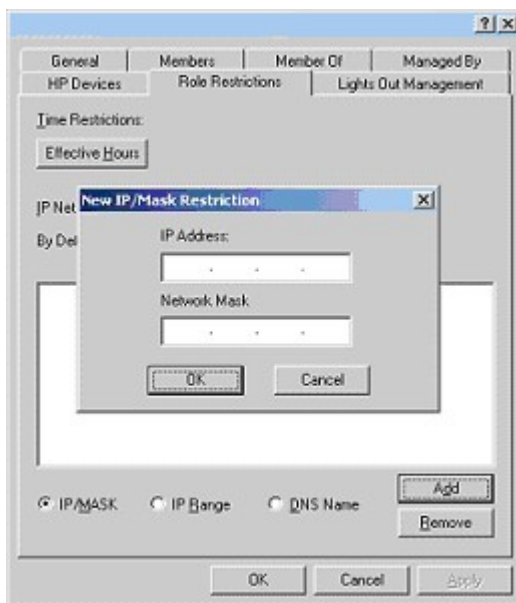 General Members Member Of Managed By
HP Devices Role Restrictions Lights Out Management
Time Restrictions:
Effective Hours
New IP/Mask Restriction
IP Net
By Def
IP Address:
. . .
Network Mask
. . .
OK Cancel
IP/MASK IP Range DNS Name
Add
Remove
OK Cancel Apply